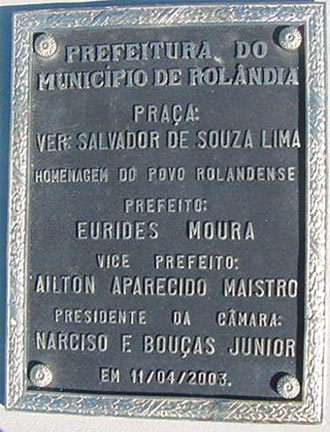 PREFEITURA DO
MUNICÍPIO DE ROLÂNDIA
PRAÇA:
VER: SALVADOR DE SOUZA LIMA
HOMENAGEM DO POVO ROLANDENSE
PREFEITO:
EURIDES MOURA
VICE PREFEITO:
AILTON APARECIDO MAISTRO
PRESIDENTE DA CÂMARA:
NARCISO E BOUÇAS JUNIOR
EM 11/04/2003.